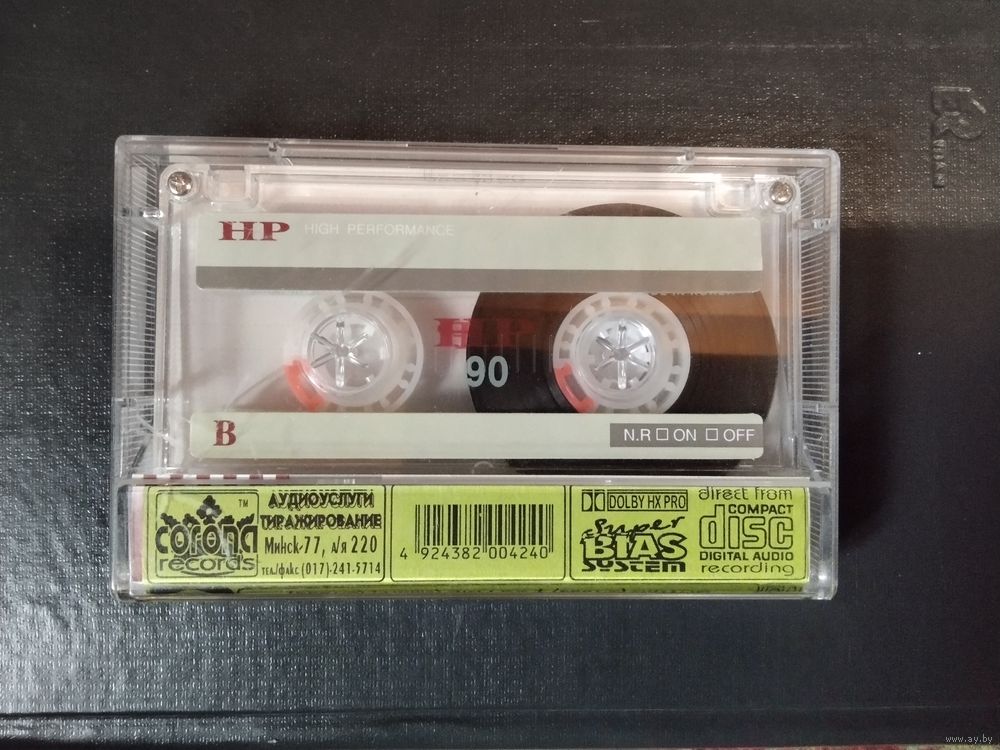 HP HIGH PERFORMANCE
HP
90
B
N.R ON OFF
corona
records
TM
АУДИОУСЛУГИ
ТИРАЖИРОВАНИЕ
Минск-77, а/я 220
тел./факс (017)-241-5714
4 924382 004240
DOLBY HX PRO
Super
BIAS
SYSTEM
direct from
COMPACT
disc
DIGITAL AUDIO
recording
www.ay.by